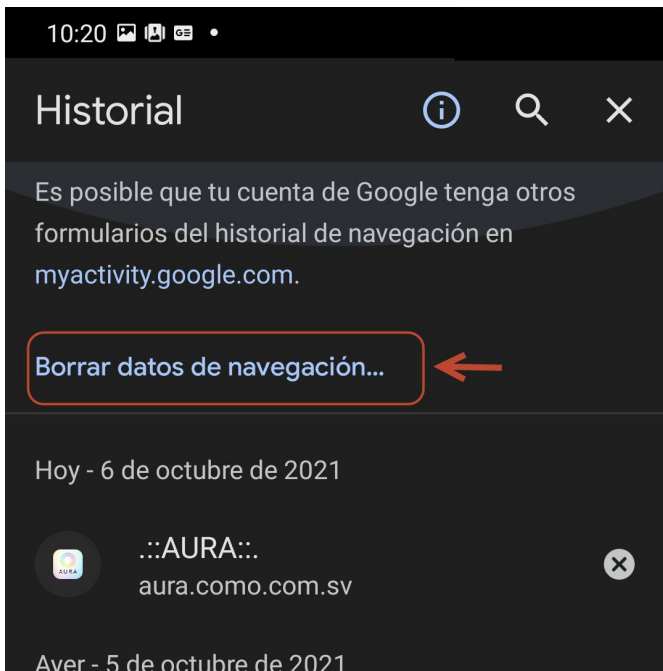 10:20
Historial
Es posible que tu cuenta de Google tenga otros
formularios del historial de navegación en
myactivity.google.com.
Borrar datos de navegación...
Hoy - 6 de octubre de 2021
.::AURA::.
AURA
aura.como.com.sv
Ayer - 5 de octubre de 2021